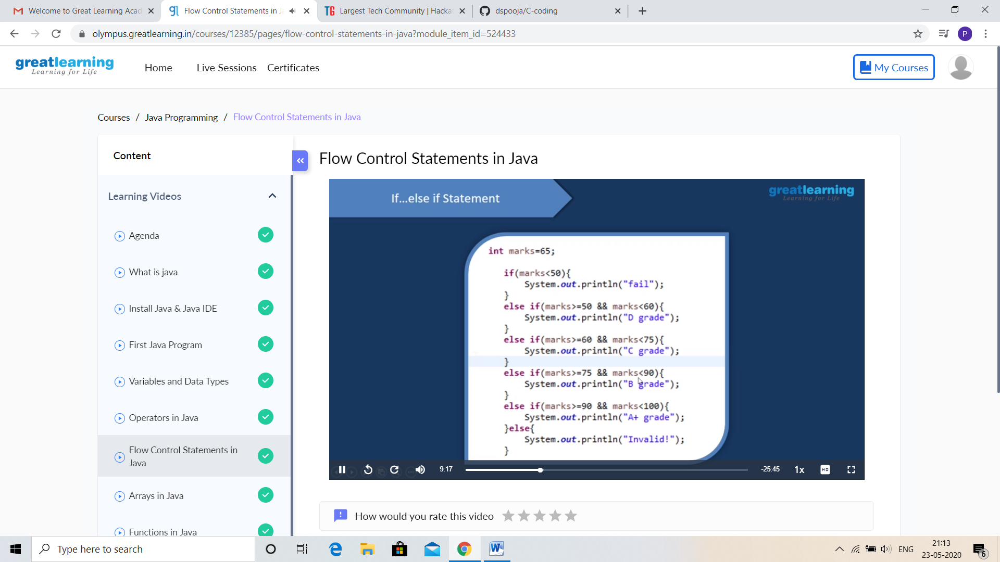 Welcome to Great Learning Acad
Flow Control Statements in Ja
Largest Tech Community | Hackat
dspooja/C-coding
olympus.greatlearning.in/courses/12385/pages/flow-control-statements-in-java?module_item_id=524433
P
greatlearning
Learning for Life
Home
Live Sessions
Certificates
My Courses
Courses / Java Programming / Flow Control Statements in Java
Content
Learning Videos
Agenda
What is java
Install Java & Java IDE
First Java Program
Variables and Data Types
Operators in Java
Flow Control Statements in
Java
Arrays in Java
Functions in Java
Flow Control Statements in Java
If...else if Statement
greatlearning
Learning for Life
int marks=65;
if(marks<50){
System.out.println("fail");
}
else if(marks>=50 && marks<60){
System.out.println("D grade");
}
else if(marks>=60 && marks<75){
System.out.println("C grade");
}
else if(marks>=75 && marks<90){
System.out.println("B grade");
}
else if(marks>=90 && marks<100){
System.out.println("A+ grade");
}else{
System.out.println("Invalid!");
}
9:17
-25:45
1x
HD
How would you rate this video
Type here to search
ENG
21:13
23-05-2020
6